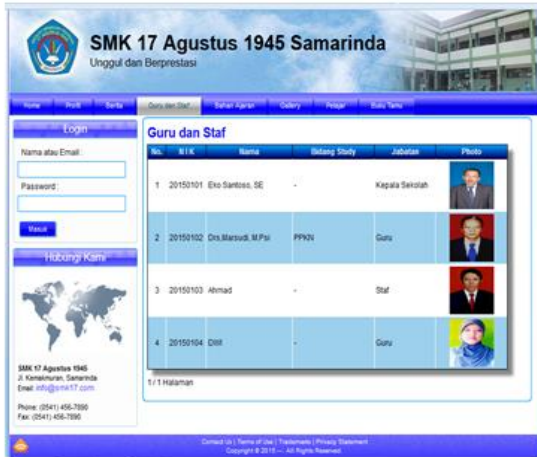 SMK 17 Agustus 1945 Samarinda
Unggul dan Berprestasi
Home Profil Berita Guru dan Staf Bahan Ajaran Gallery Pelajar Buku Tamu
Login
Nama atau Email :
Password :
Masuk
Hubungi Kami
SMK 17 Agustus 1945
Jl. Kemakmuran, Samarinda
Email: info@smk17.com
Phone: (0541) 456-7890
Fax: (0541) 456-7890
Guru dan Staf
No. N I K Nama Bidang Study Jabatan Photo
1 20150101 Eko Santoso, SE - Kepala Sekolah
2 20150102 Drs,Marsudi, M.Psi PPKN Guru
3 20150103 Ahmad - Staf
4 20150104 DWI - Guru
1 / 1 Halaman
Contact Us | Terms of Use | Trademarks | Privacy Statement
Copyright © 2015 --- All Rights Reserved